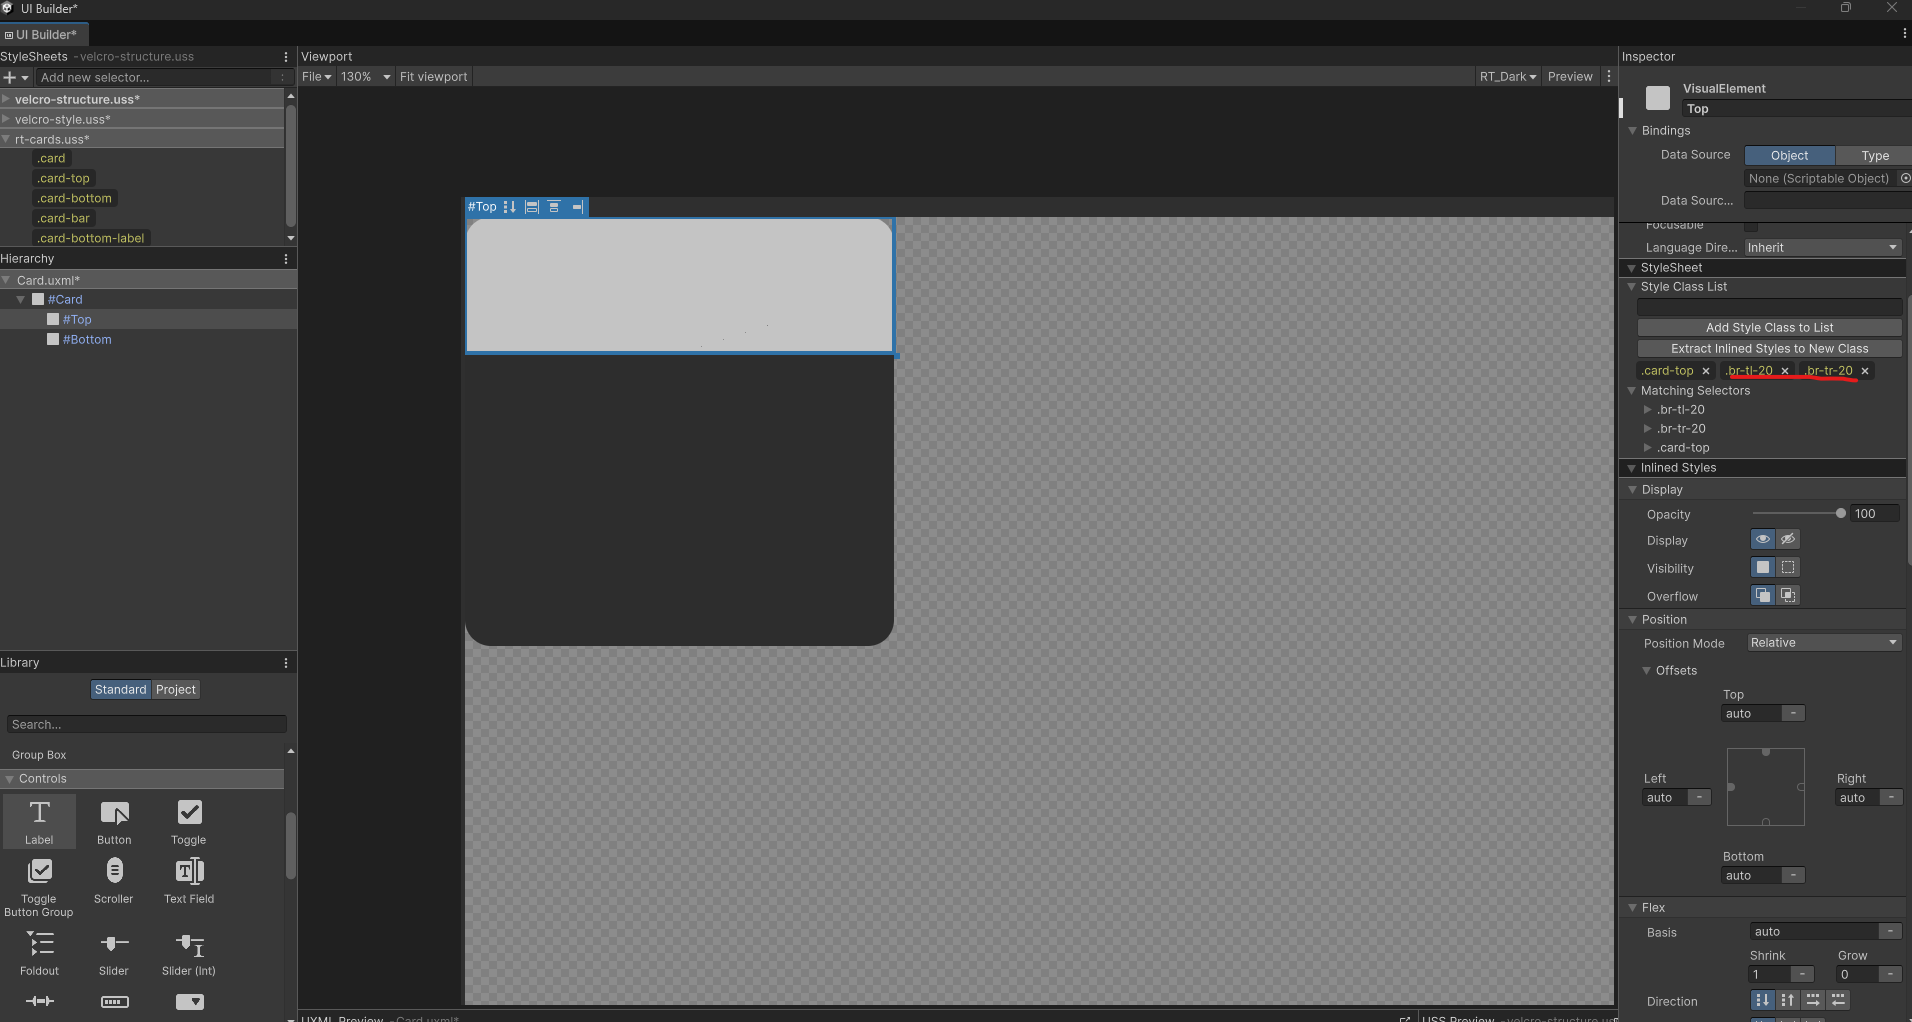 UI Builder*
UI Builder*
StyleSheets - velcro-structure.uss
Add new selector...
velcro-structure.uss*
velcro-style.uss*
rt-cards.uss*
.card
.card-top
.card-bottom
.card-bar
.card-bottom-label
Hierarchy
Card.uxml*
#Card
#Top
#Bottom
Library
Standard Project
Search...
Group Box
Controls
Label Button Toggle
Toggle Button Group Scroller Text Field
Foldout Slider Slider (Int)
Viewport
File 130% Fit viewport RT_Dark Preview
#Top
UXML Preview - Card.uxml*
USS Preview - velcro-structure.us
Inspector
VisualElement
Top
Bindings
Data Source Object Type
None (Scriptable Object)
Data Sourc...
Focusable
Language Dire... Inherit
StyleSheet
Style Class List
Add Style Class to List
Extract Inlined Styles to New Class
.card-top × .br-tl-20 × .br-tr-20 ×
Matching Selectors
.br-tl-20
.br-tr-20
.card-top
Inlined Styles
Display
Opacity 100
Display
Visibility
Overflow
Position
Position Mode Relative
Offsets
Top
auto -
Left Right
auto - auto -
Bottom
auto -
Flex
Basis auto -
Shrink Grow
1 - 0 -
Direction